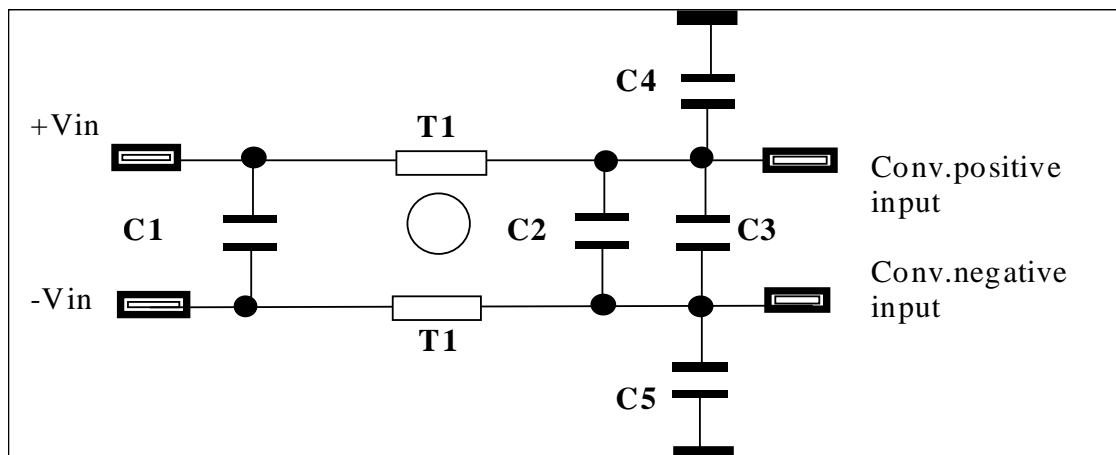 C4
+Vin
T1
Conv.positive
input
C1
C2
C3
-Vin
Conv.negative
input
T1
C5